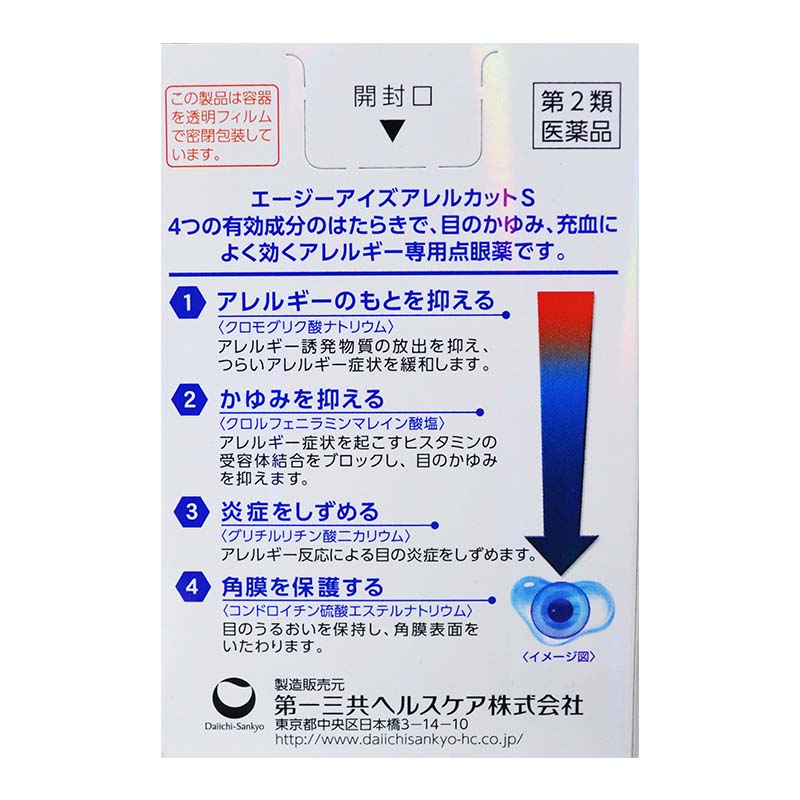 この製品は容器
を透明フィルム
で密閉包装して
います。
開封口
▼
第2類
医薬品
エージーアイズアレルカットS
4つの有効成分のはたらきで、目のかゆみ、充血に
よく効くアレルギー専用点眼薬です。
1 アレルギーのもとを抑える
〈クロモグリク酸ナトリウム〉
アレルギー誘発物質の放出を抑え、
つらいアレルギー症状を緩和します。
2 かゆみを抑える
〈クロルフェニラミンマレイン酸塩〉
アレルギー症状を起こすヒスタミンの
受容体結合をブロックし、目のかゆみ
を抑えます。
3 炎症をしずめる
〈グリチルリチン酸二カリウム〉
アレルギー反応による目の炎症をしずめます。
4 角膜を保護する
〈コンドロイチン硫酸エステルナトリウム〉
目のうるおいを保持し、角膜表面を
いたわります。
〈イメージ図〉
Daiichi-Sankyo
製造販売元
第一三共ヘルスケア株式会社
東京都中央区日本橋3-14-10
http://www.daiichisankyo-hc.co.jp/